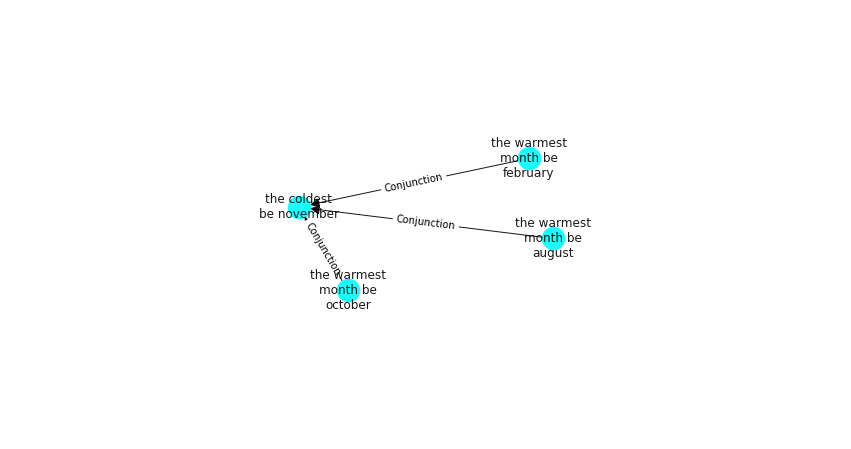 the warmest
month be
february
Conjunction
the coldest
be november
Conjunction
the warmest
month be
august
Conjunction
the warmest
month be
october